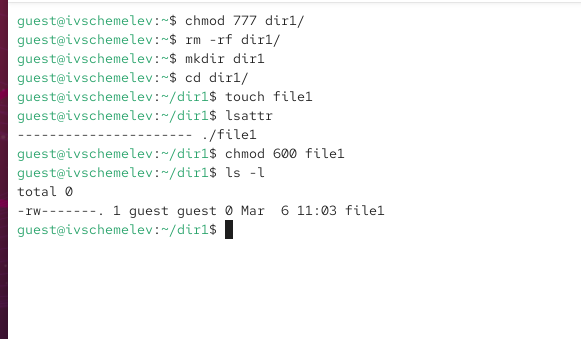 guest@ivschemelev:~$ chmod 777 dir1/
guest@ivschemelev:~$ rm -rf dir1/
guest@ivschemelev:~$ mkdir dir1
guest@ivschemelev:~$ cd dir1/
guest@ivschemelev:~/dir1$ touch file1
guest@ivschemelev:~/dir1$ lsattr
---------------------- ./file1
guest@ivschemelev:~/dir1$ chmod 600 file1
guest@ivschemelev:~/dir1$ ls -l
total 0
-rw-------. 1 guest guest 0 Mar  6 11:03 file1
guest@ivschemelev:~/dir1$